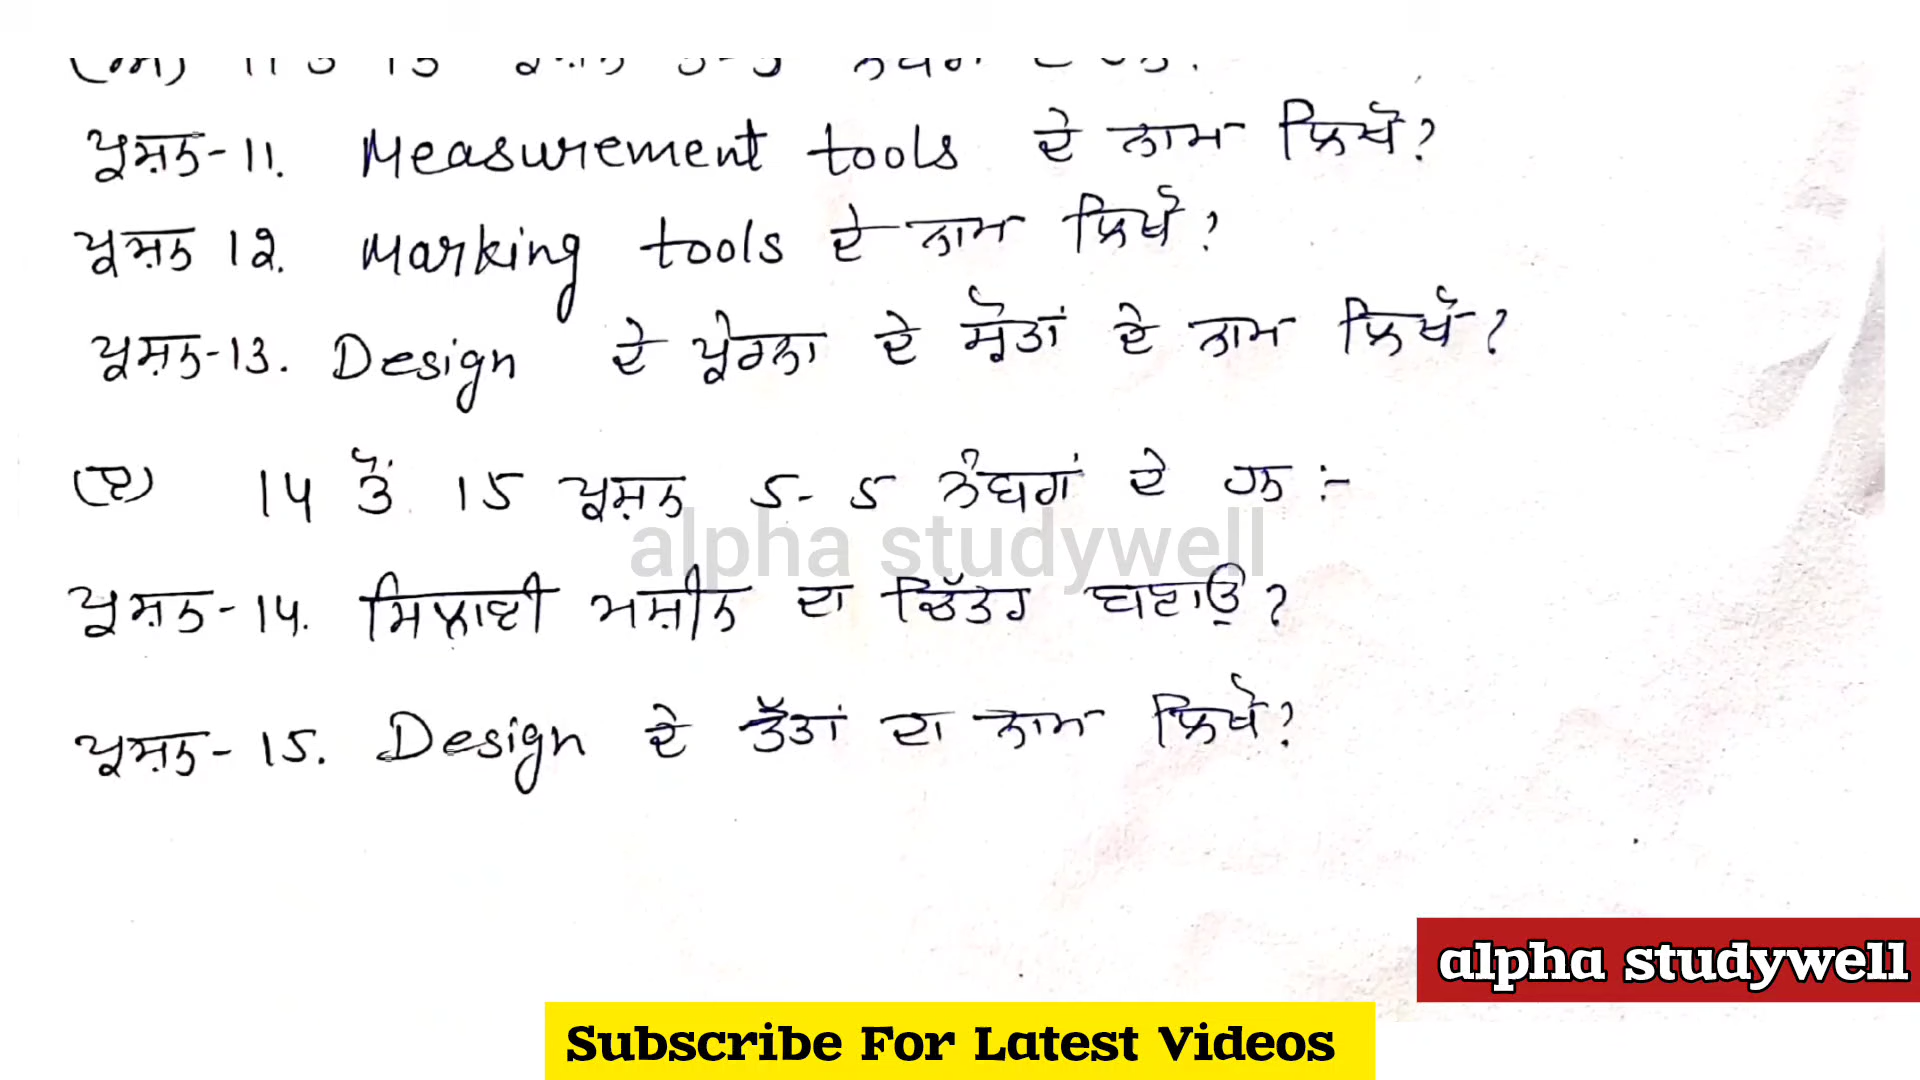 ਪ੍ਰਸ਼ਨ-11. Measurement tools ਦੇ ਨਾਮ ਲਿਖੋ?
ਪ੍ਰਸ਼ਨ 12. Marking tools ਦੇ ਨਾਮ ਲਿਖੋ?
ਪ੍ਰਸ਼ਨ-13. Design ਦੇ ਪ੍ਰੇਰਨਾ ਦੇ ਸ੍ਰੋਤਾਂ ਦੇ ਨਾਮ ਲਿਖੋ?
(ੲ) 14 ਤੋਂ 15 ਪ੍ਰਸ਼ਨ 5-5 ਨੰਬਰਾਂ ਦੇ ਹਨ :-
alpha studywell
ਪ੍ਰਸ਼ਨ-14. ਸਿਲਾਈ ਮਸ਼ੀਨ ਦਾ ਚਿੱਤਰ ਬਣਾਉ?
ਪ੍ਰਸ਼ਨ-15. Design ਦੇ ਤੱਤਾਂ ਦਾ ਨਾਮ ਲਿਖੋ?
alpha studywell
Subscribe For Latest Videos